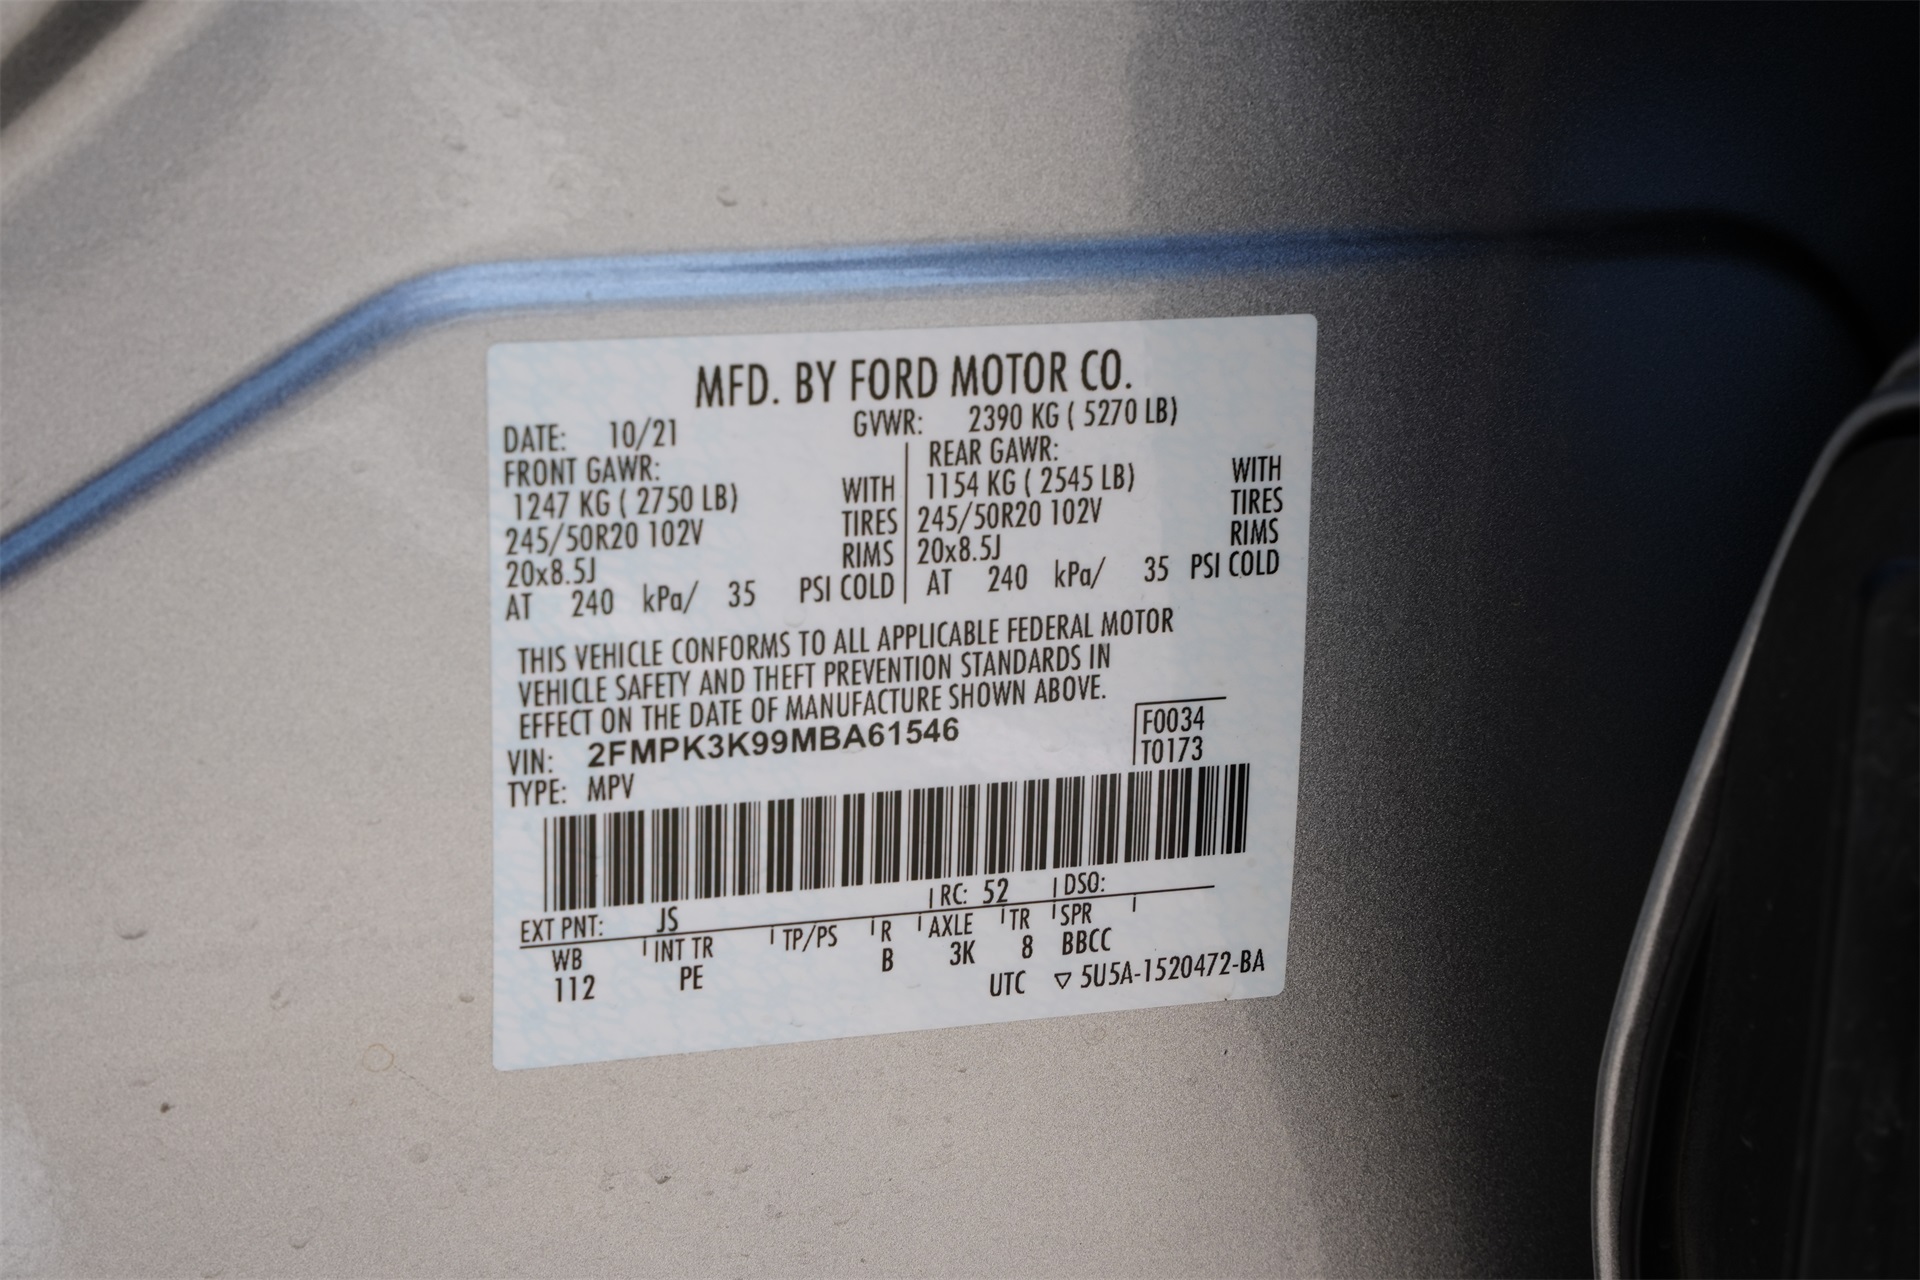 MFD. BY FORD MOTOR CO.
DATE: 10/21 GVWR: 2390 KG ( 5270 LB)
FRONT GAWR: REAR GAWR:
1247 KG ( 2750 LB) WITH 1154 KG ( 2545 LB) WITH
245/50R20 102V TIRES 245/50R20 102V TIRES
20x8.5J RIMS 20x8.5J RIMS
AT 240 kPa/ 35 PSI COLD AT 240 kPa/ 35 PSI COLD
THIS VEHICLE CONFORMS TO ALL APPLICABLE FEDERAL MOTOR
VEHICLE SAFETY AND THEFT PREVENTION STANDARDS IN
EFFECT ON THE DATE OF MANUFACTURE SHOWN ABOVE.
VIN: 2FMPK3K99MBA61546 F0034
TYPE: MPV T0173
EXT PNT: JS RC: 52 DSO:
WB INT TR TP/PS R AXLE TR SPR
112 PE B 3K 8 BBCC
UTC ▽ 5U5A-1520472-BA